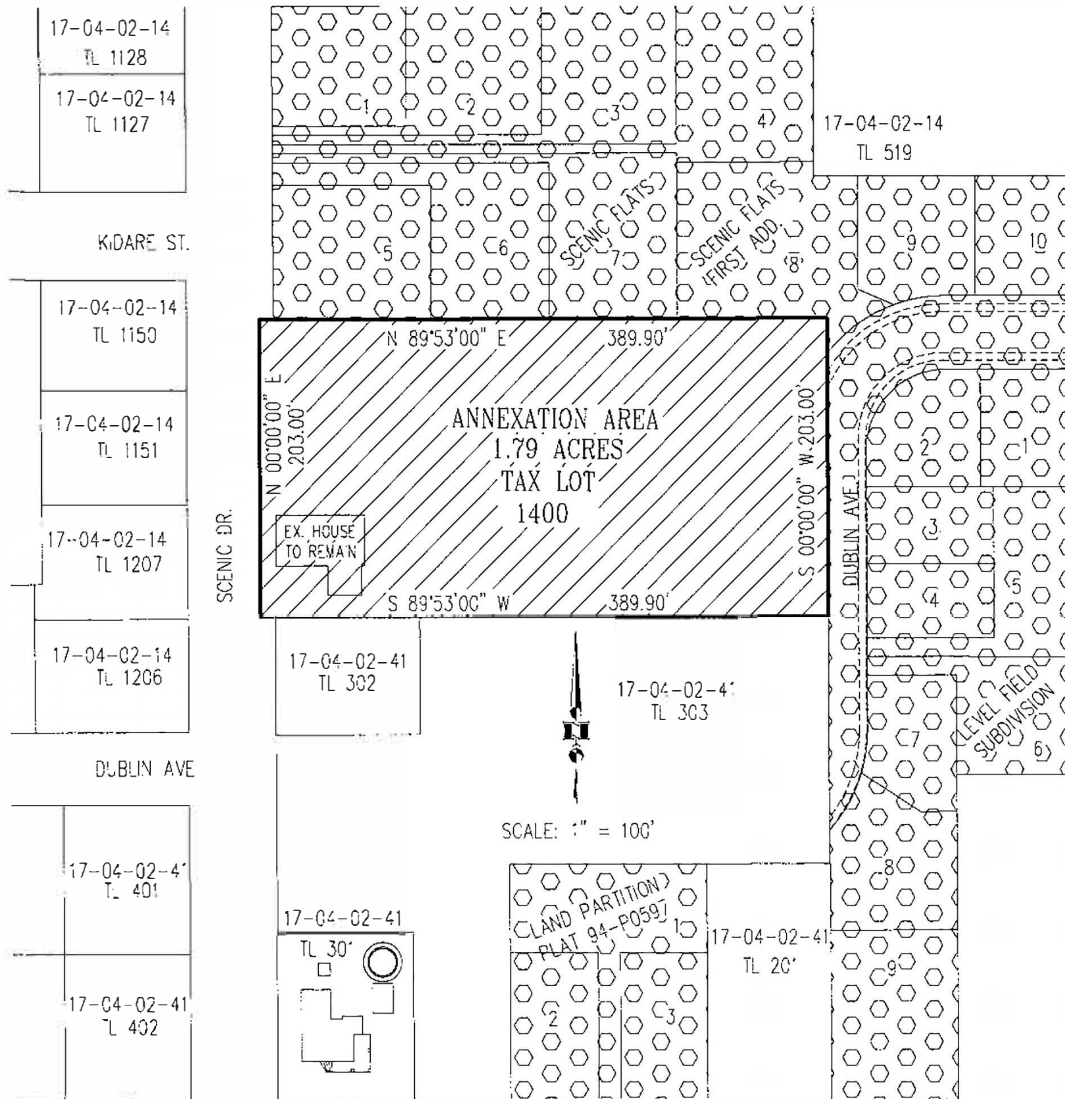 17-04-02-14
TL 1128
17-04-02-14
TL 1127
KIDARE ST.
17-04-02-14
TL 1150
17-04-02-14
TL 1151
17-04-02-14
TL 1207
17-04-02-14
TL 1206
DUBLIN AVE
17-04-02-41
TL 401
17-04-02-41
TL 402
SCENIC DR.
1
2
3
4
5
6
SCENIC FLATS
7
SCENIC FLATS
(FIRST ADD.
8
17-04-02-14
TL 519
9
10
N 89°53'00" E
389.90'
N 00°00'00" E
203.00'
ANNEXATION AREA
1.79 ACRES
TAX LOT
1400
S 00°00'00" W 203.00'
EX. HOUSE
TO REMAIN
S 89°53'00" W
389.90'
DUBLIN AVE
2
1
3
4
5
LEVEL FIELD
SUBDIVISION
6
7
8
9
17-04-02-41
TL 302
17-04-02-41
TL 303
N
SCALE: 1" = 100'
LAND PARTITION
PLAT 94-P0597
1
2
3
17-04-02-41
TL 301
17-04-02-41
TL 201